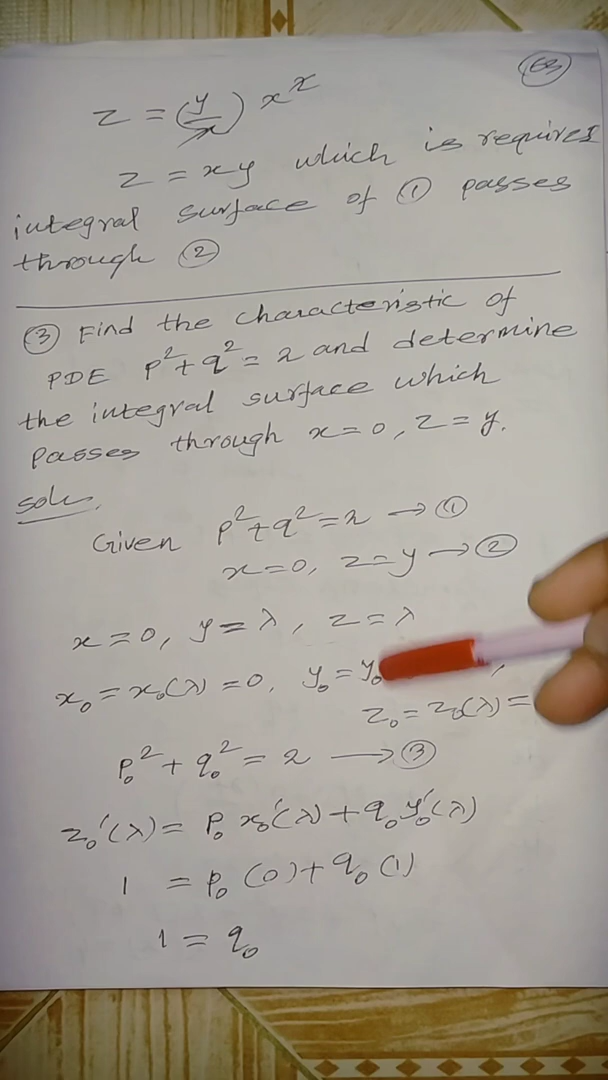 63
z = (y/x) x^x
z = xy which is requires
integral surface of ① passes
through ②
③ Find the characteristic of
PDE p² + q² = 2 and determine
the integral surface which
passes through x = 0, z = y.
soln.
Given p² + q² = 2 → ①
x = 0, z = y → ②
x = 0, y = λ, z = λ
x₀ = x₀(λ) = 0, y₀ = y₀
z₀ = z₀(λ) =
p₀² + q₀² = 2 → ③
z₀'(λ) = p₀ x₀'(λ) + q₀ y₀'(λ)
1 = p₀ (0) + q₀ (1)
1 = q₀